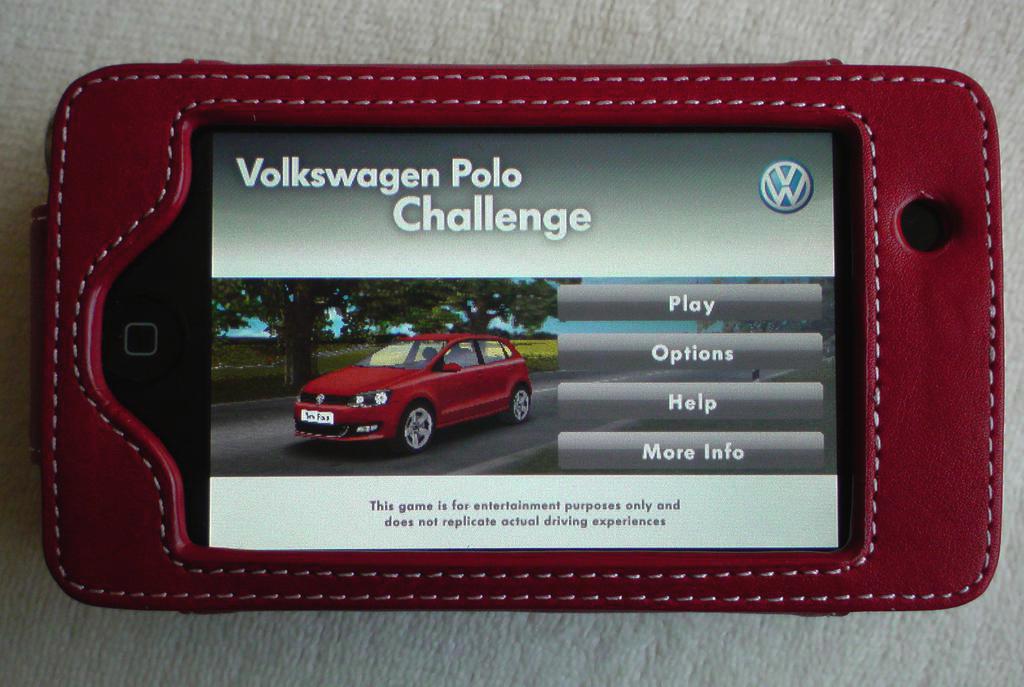 Volkswagen Polo
Challenge
Play
Options
Help
More Info
This game is for entertainment purposes only and
does not replicate actual driving experiences